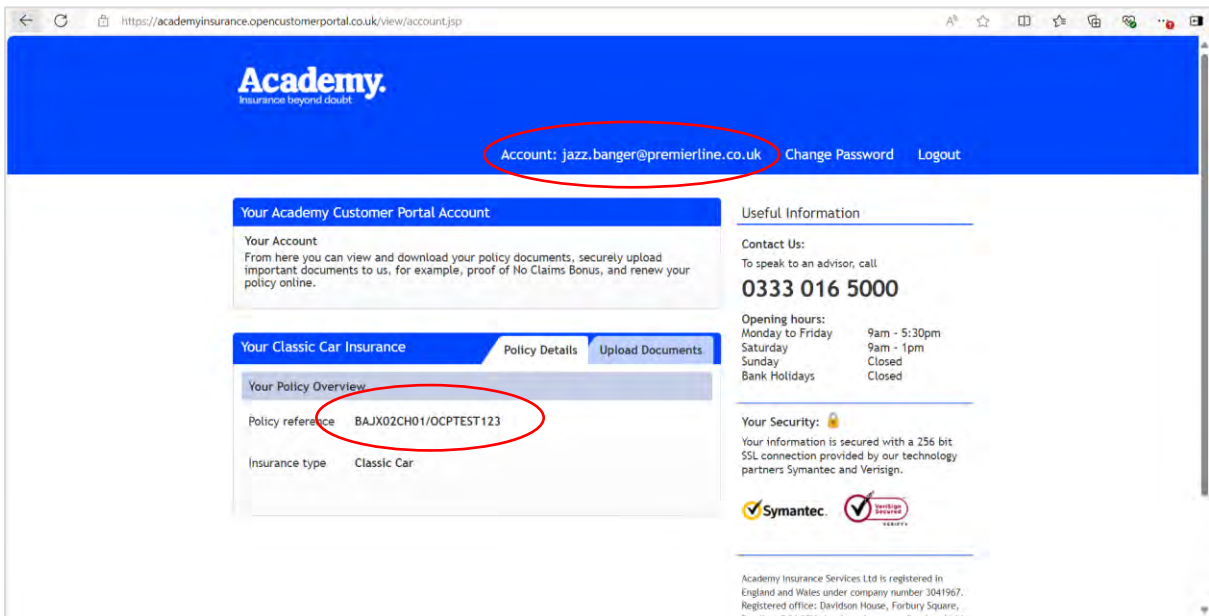 https://academyinsurance.opencustomerportal.co.uk/view/account.jsp
Academy.
Insurance beyond doubt
Account: jazz.banger@premierline.co.uk Change Password Logout
Your Academy Customer Portal Account
Your Account
From here you can view and download your policy documents, securely upload
important documents to us, for example, proof of No Claims Bonus, and renew your
policy online.
Your Classic Car Insurance Policy Details Upload Documents
Your Policy Overview
Policy reference BAJX02CH01/OCPTEST123
Insurance type Classic Car
Useful Information
Contact Us:
To speak to an advisor, call
0333 016 5000
Opening hours:
Monday to Friday 9am - 5:30pm
Saturday 9am - 1pm
Sunday Closed
Bank Holidays Closed
Your Security:
Your information is secured with a 256 bit
SSL connection provided by our technology
partners Symantec and Verisign.
Symantec.
VeriSign
Secured
VERIFY
Academy Insurance Services Ltd is registered in
England and Wales under company number 3041967.
Registered office: Davidson House, Forbury Square,